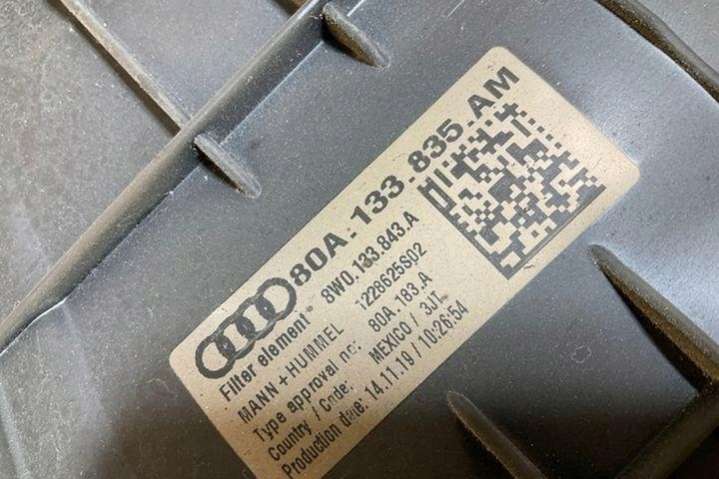 80A.133.835.AM
Filter element: 8W0.133.843.A
MANN+HUMMEL 1228625S02
Type approval no: 80A.183.A
Country / Code: MEXICO / 3JL
Production date: 14.11.19 / 10:26:54